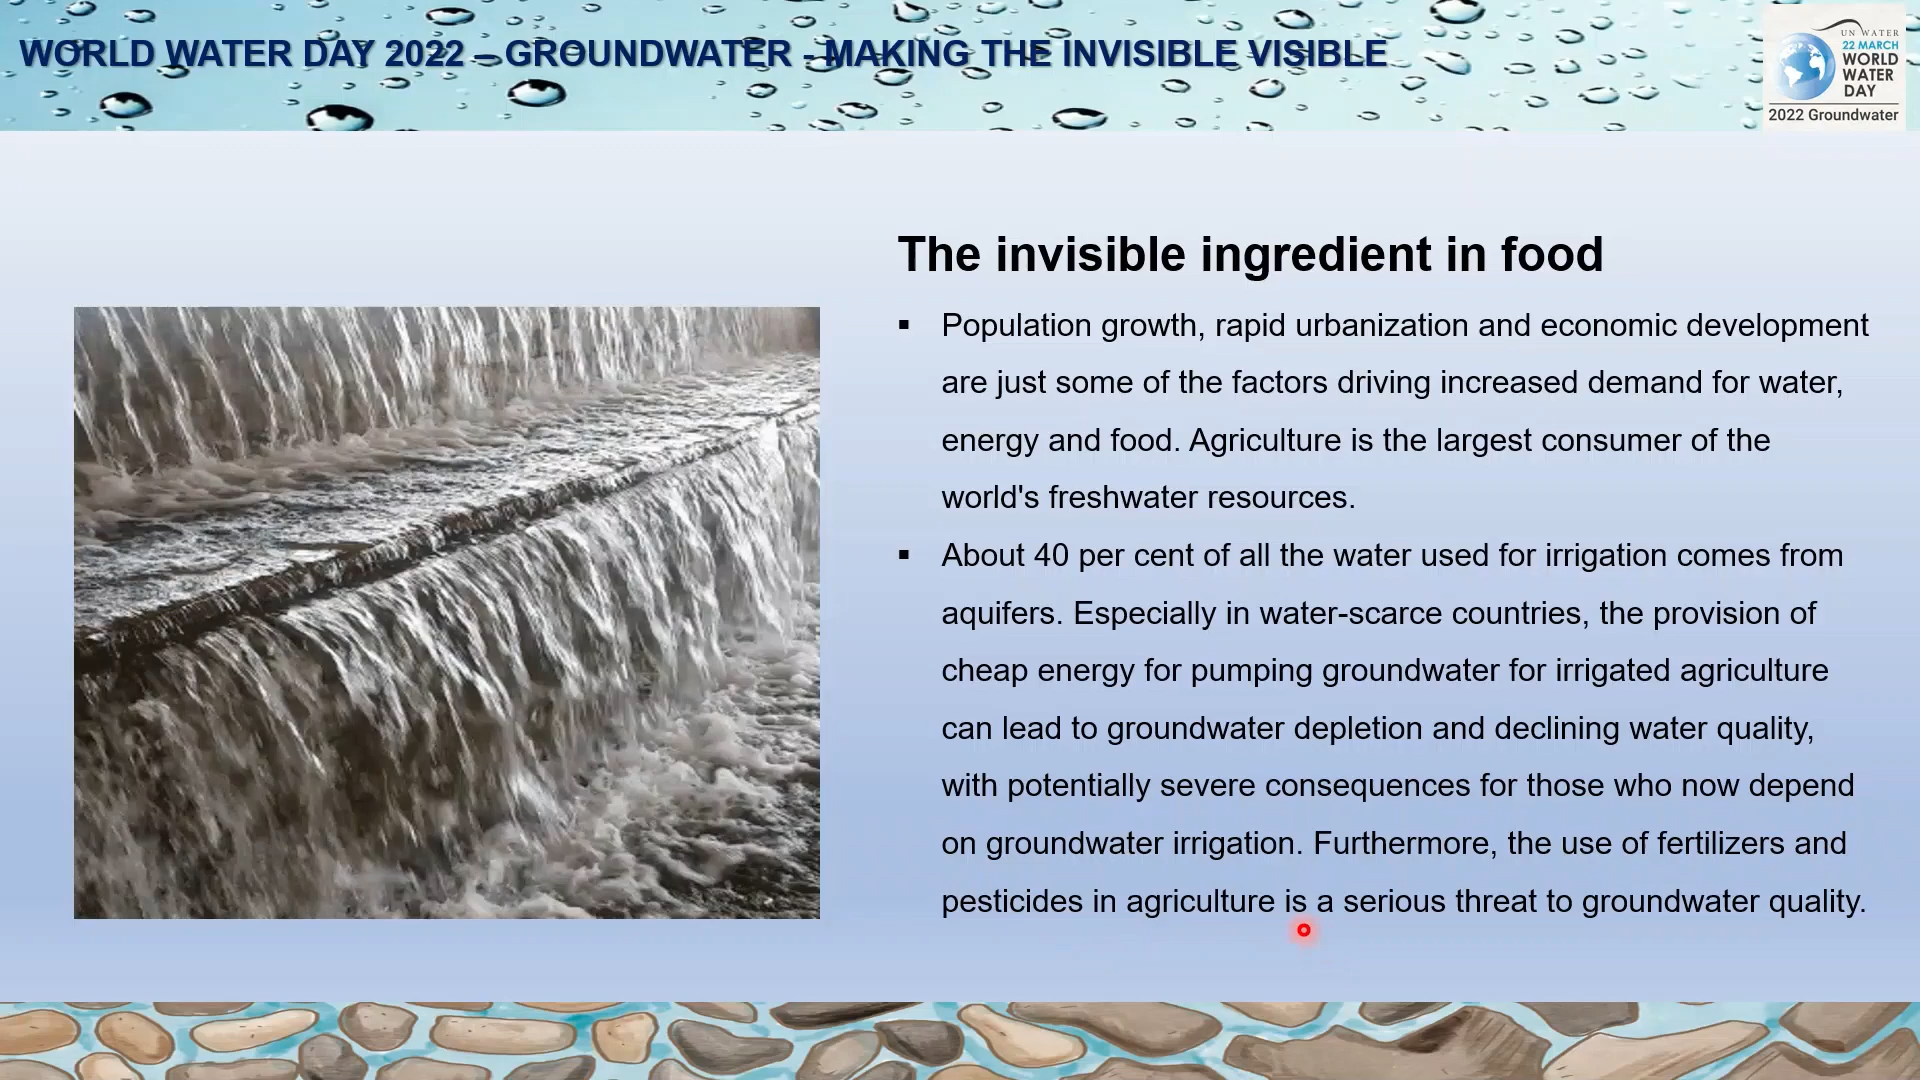 WORLD WATER DAY 2022 – GROUNDWATER - MAKING THE INVISIBLE VISIBLE
UN WATER
22 MARCH
WORLD
WATER
DAY
2022 Groundwater
The invisible ingredient in food
▪ Population growth, rapid urbanization and economic development
are just some of the factors driving increased demand for water,
energy and food. Agriculture is the largest consumer of the
world's freshwater resources.
▪ About 40 per cent of all the water used for irrigation comes from
aquifers. Especially in water-scarce countries, the provision of
cheap energy for pumping groundwater for irrigated agriculture
can lead to groundwater depletion and declining water quality,
with potentially severe consequences for those who now depend
on groundwater irrigation. Furthermore, the use of fertilizers and
pesticides in agriculture is a serious threat to groundwater quality.